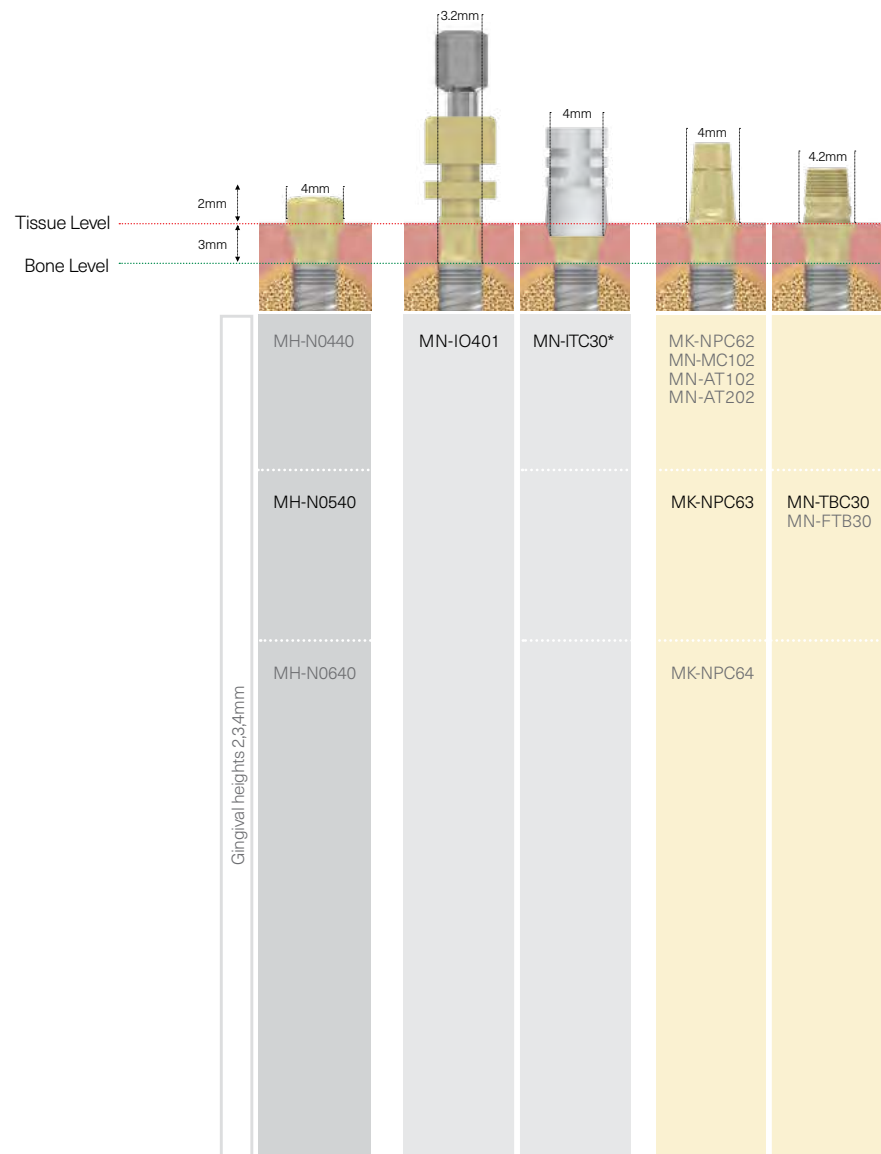 3.2mm
4mm
4mm
4.2mm
4mm
2mm
Tissue Level
3mm
Bone Level
MH-N0440
MN-IO401
MN-ITC30*
MK-NPC62
MN-MC102
MN-AT102
MN-AT202
MH-N0540
MK-NPC63
MN-TBC30
MN-FTB30
MH-N0640
MK-NPC64
Gingival heights 2,3,4mm